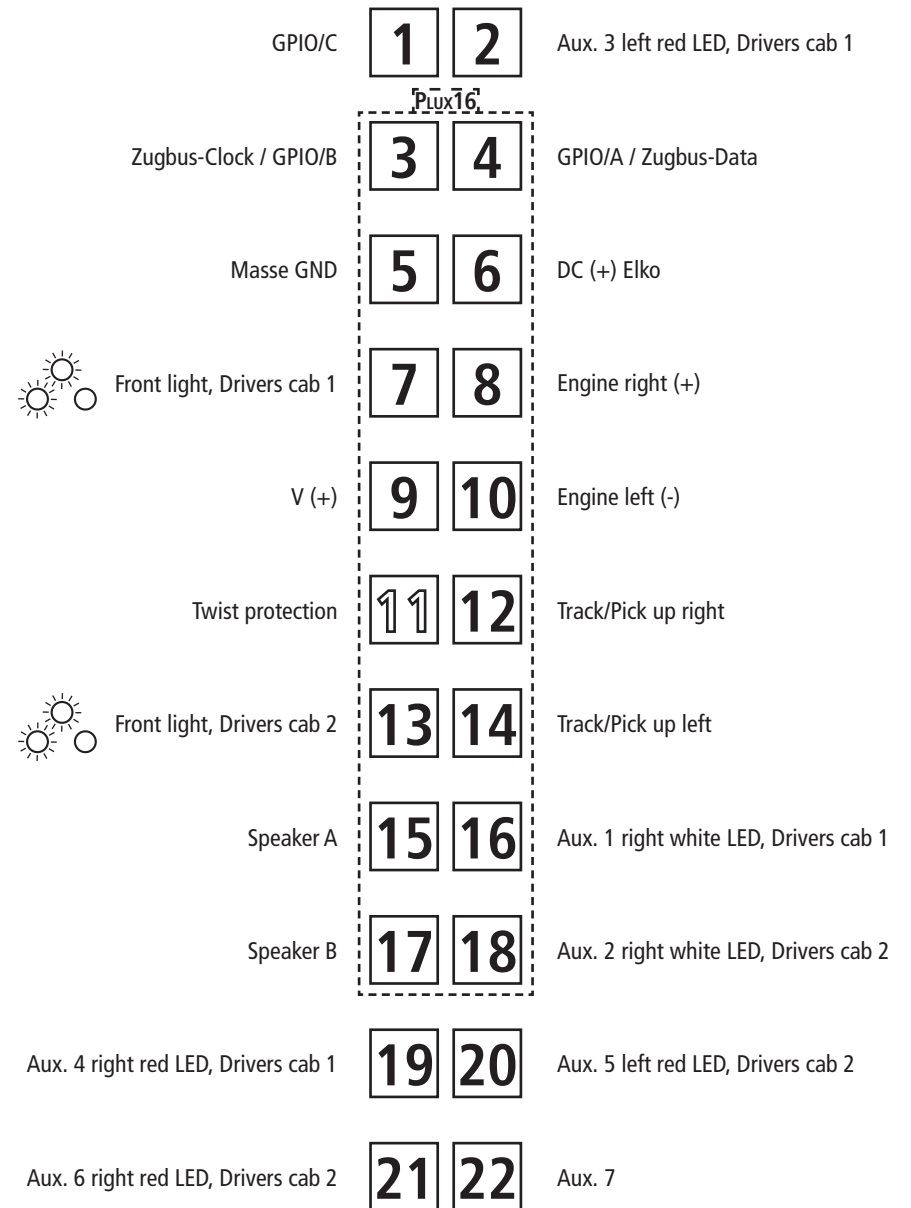 GPIO/C 1 2 Aux. 3 left red LED, Drivers cab 1
PLUX16
Zugbus-Clock / GPIO/B 3 4 GPIO/A / Zugbus-Data
Masse GND 5 6 DC (+) Elko
Front light, Drivers cab 1 7 8 Engine right (+)
V (+) 9 10 Engine left (-)
Twist protection 11 12 Track/Pick up right
Front light, Drivers cab 2 13 14 Track/Pick up left
Speaker A 15 16 Aux. 1 right white LED, Drivers cab 1
Speaker B 17 18 Aux. 2 right white LED, Drivers cab 2
Aux. 4 right red LED, Drivers cab 1 19 20 Aux. 5 left red LED, Drivers cab 2
Aux. 6 right red LED, Drivers cab 2 21 22 Aux. 7